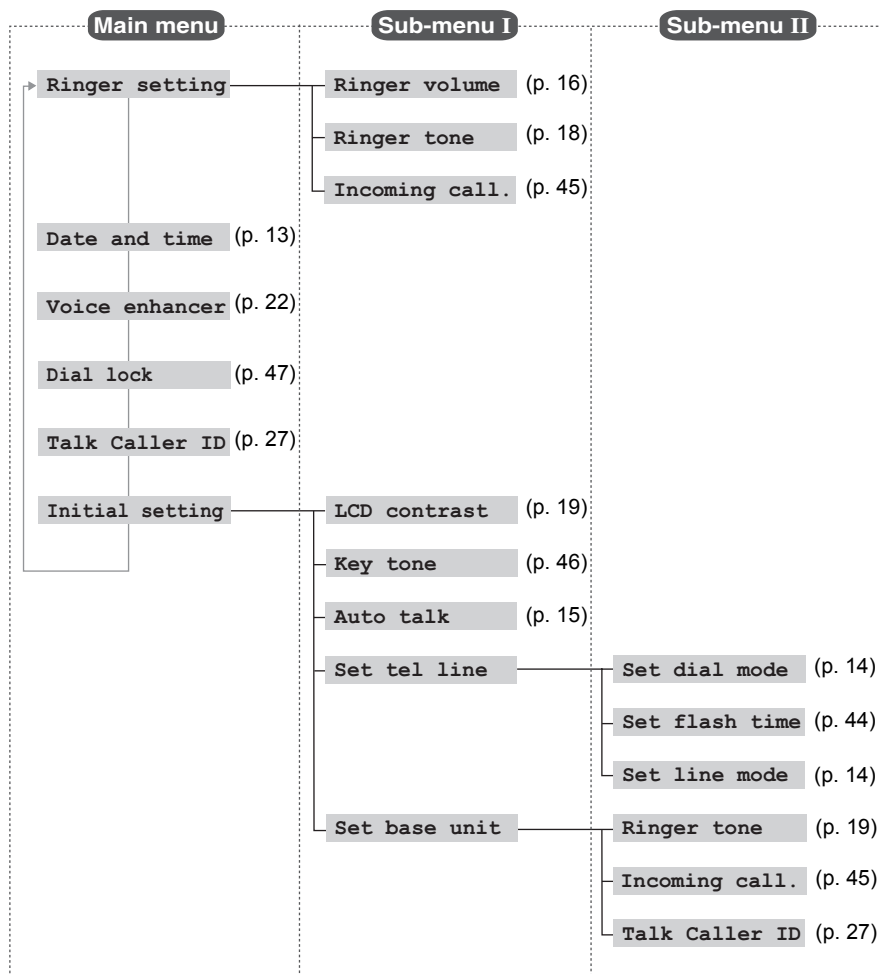 Main menu Sub-menu I Sub-menu II
Ringer setting Ringer volume (p. 16)
Ringer tone (p. 18)
Incoming call. (p. 45)
Date and time (p. 13)
Voice enhancer (p. 22)
Dial lock (p. 47)
Talk Caller ID (p. 27)
Initial setting LCD contrast (p. 19)
Key tone (p. 46)
Auto talk (p. 15)
Set tel line Set dial mode (p. 14)
Set flash time (p. 44)
Set line mode (p. 14)
Set base unit Ringer tone (p. 19)
Incoming call. (p. 45)
Talk Caller ID (p. 27)